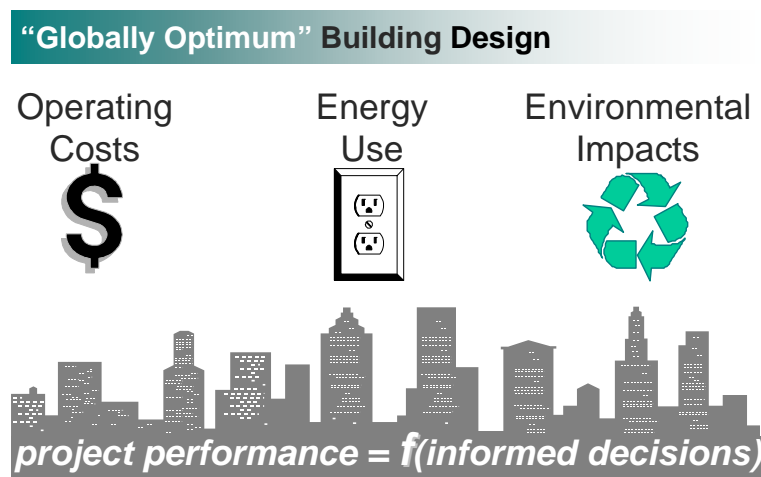 “Globally Optimum” Building Design
Operating
Costs
Energy
Use
Environmental
Impacts
$
project performance = f(informed decisions)